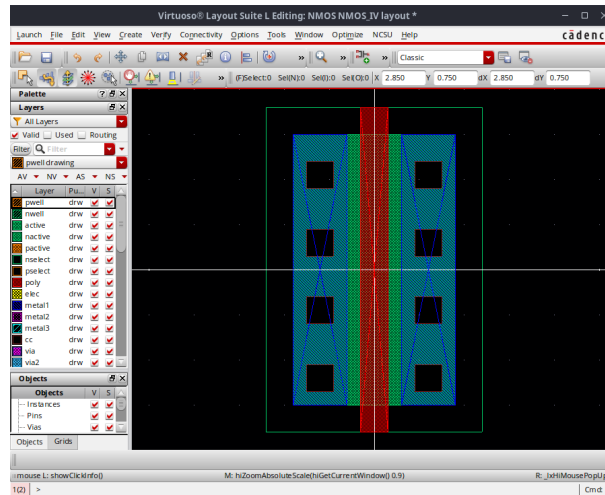 Virtuoso® Layout Suite L Editing: NMOS NMOS_IV layout *
Launch File Edit View Create Verify Connectivity Options Tools Window Optimize NCSU Help
cādenc
» » » Classic
» (F)Select:0 Sel(N):0 Sel(I):0 Sel(O):0 X 2.850 Y 0.750 dX 2.850 dY 0.750
Palette
Layers
All Layers
Valid Used Routing
Filter Filter
pwell drawing
AV NV AS NS
Layer Pu... V S
pwell drw
nwell drw
active drw
nactive drw
pactive drw
nselect drw
pselect drw
poly drw
elec drw
metal1 drw
metal2 drw
metal3 drw
cc drw
via drw
via2 drw
Objects
Objects V S
Instances
Pins
Vias
Objects Grids
mouse L: showClickInfo() M: hiZoomAbsoluteScale(hiGetCurrentWindow() 0.9) R: _lxHiMousePopUp
1(2) > Cmd: